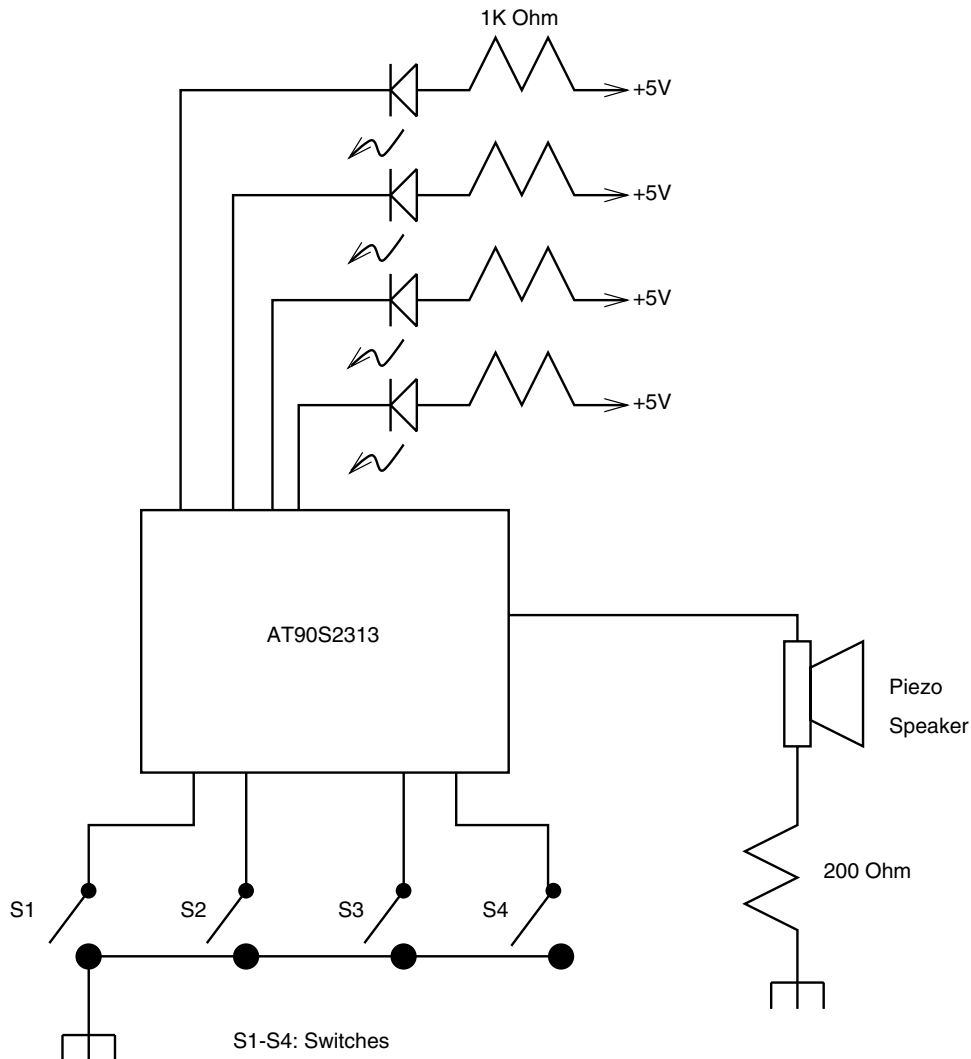 1K Ohm
+5V
+5V
+5V
+5V
AT90S2313
Piezo
Speaker
200 Ohm
S1
S2
S3
S4
S1-S4: Switches